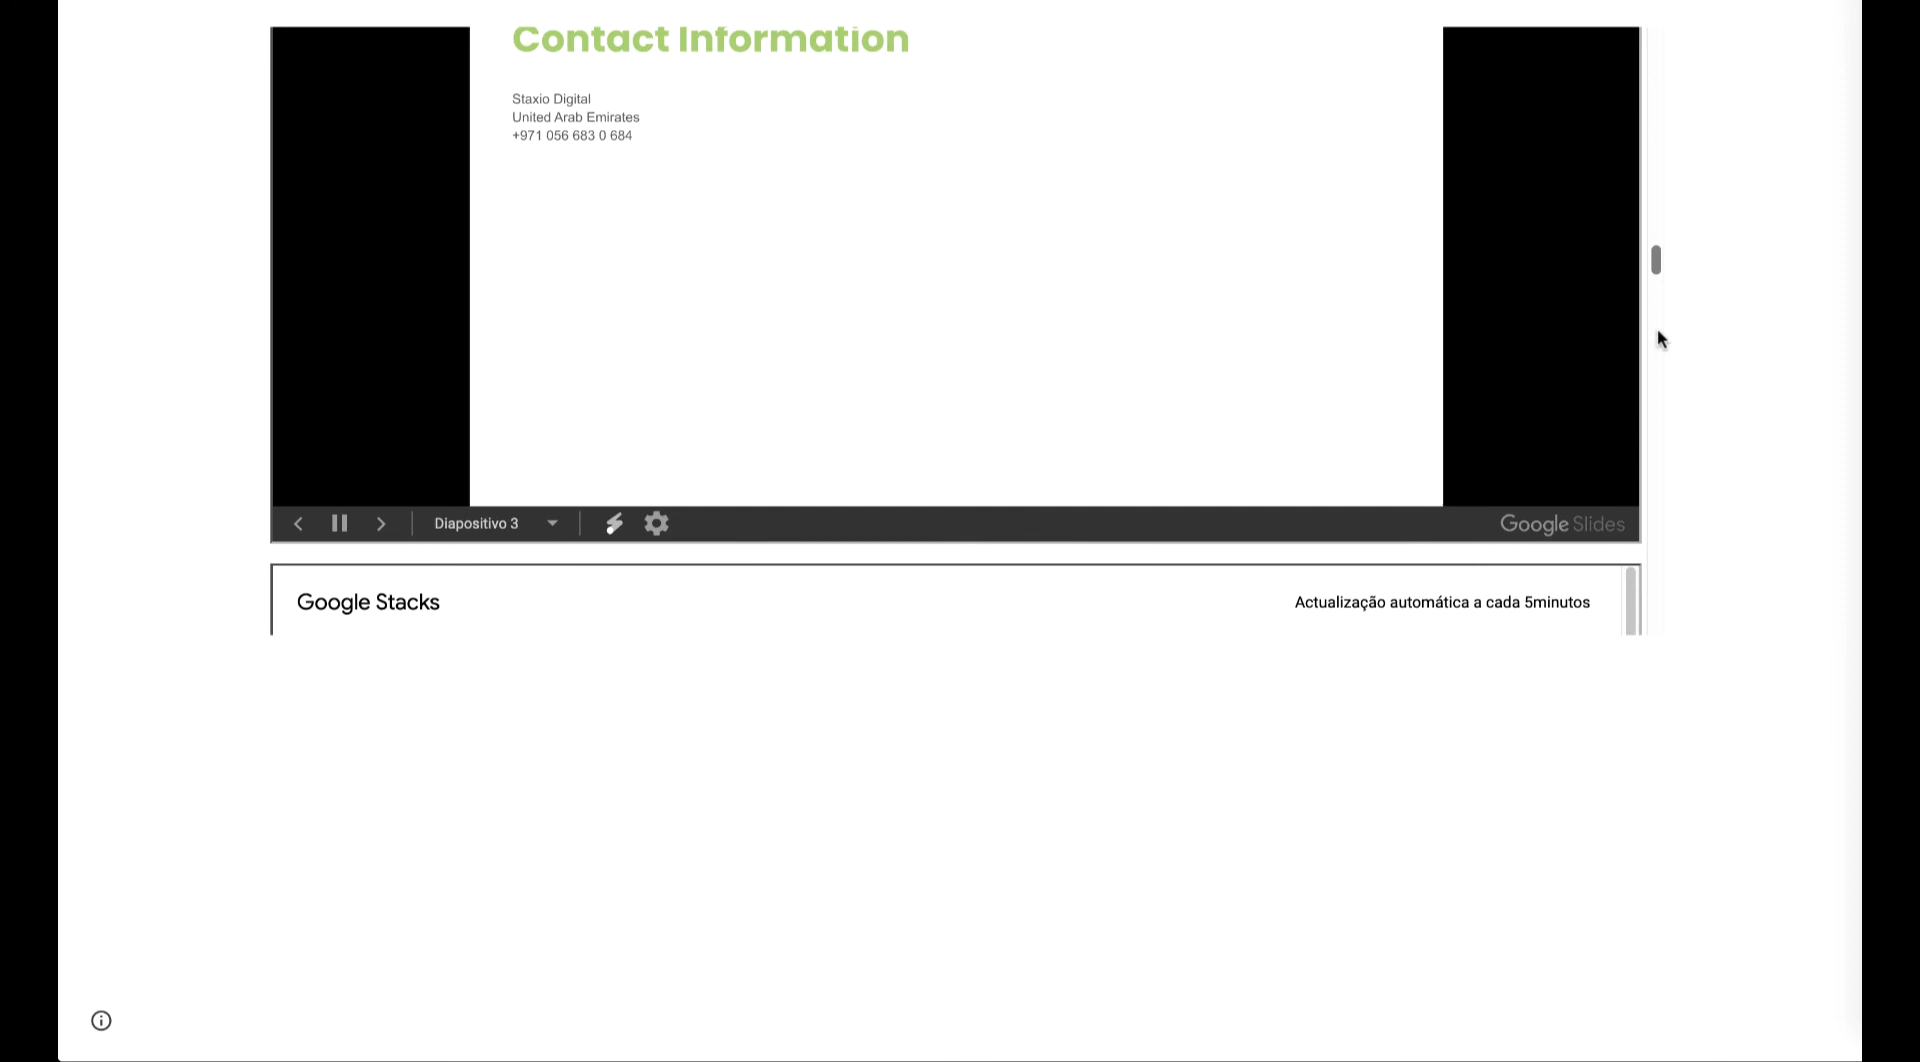 Contact Information
Staxio Digital
United Arab Emirates
+971 056 683 0 684
Diapositivo 3
Google Slides
Google Stacks
Actualização automática a cada 5minutos